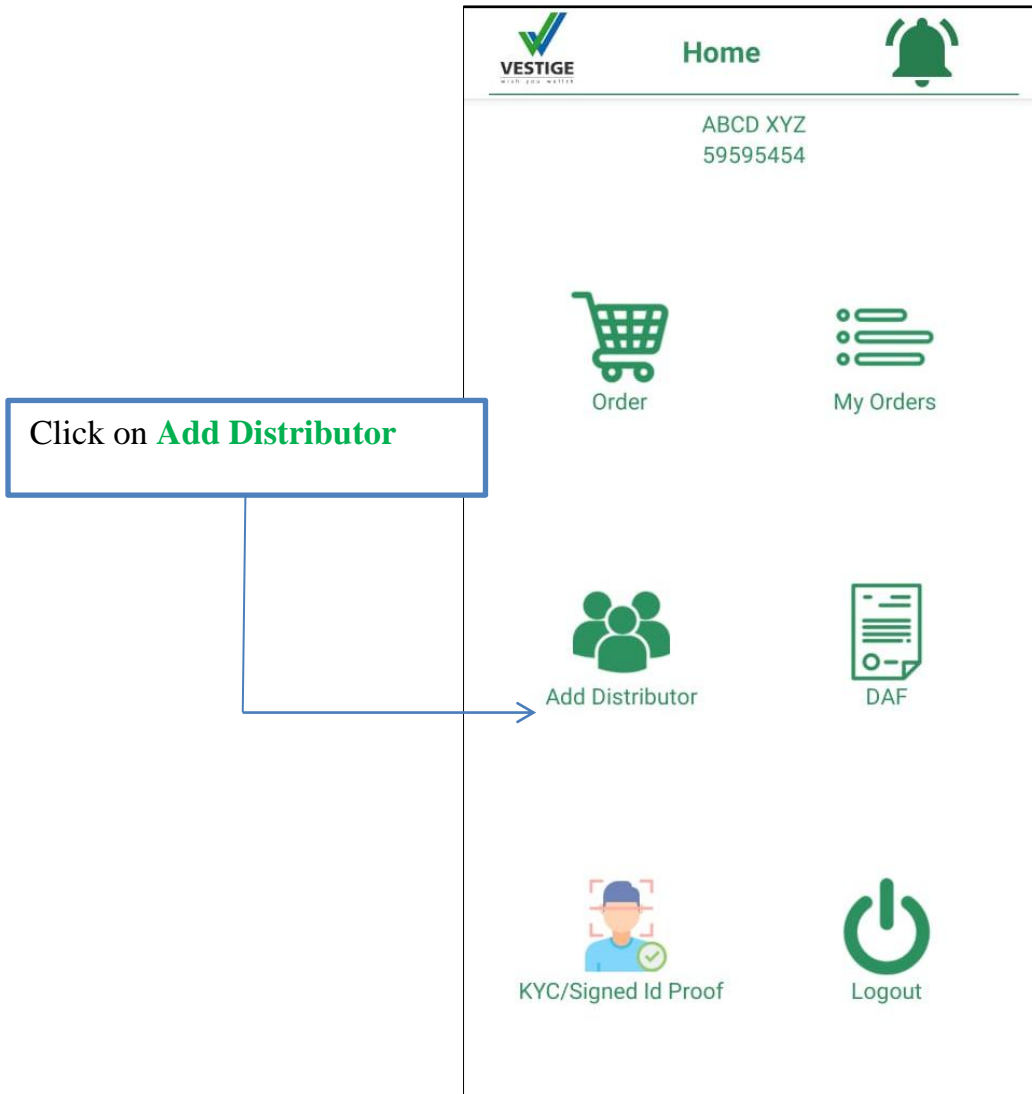 VESTIGE
Home
ABCD XYZ
59595454
Order
My Orders
Click on Add Distributor
Add Distributor
DAF
KYC/Signed Id Proof
Logout